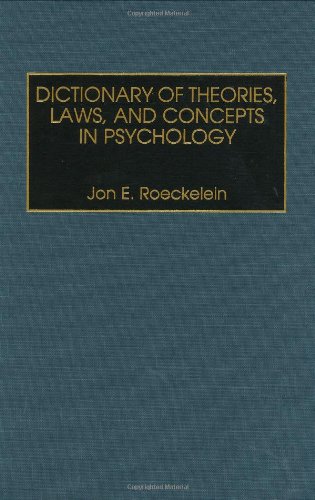 DICTIONARY OF THEORIES,
LAWS, AND CONCEPTS
IN PSYCHOLOGY
Jon E. Roeckelein